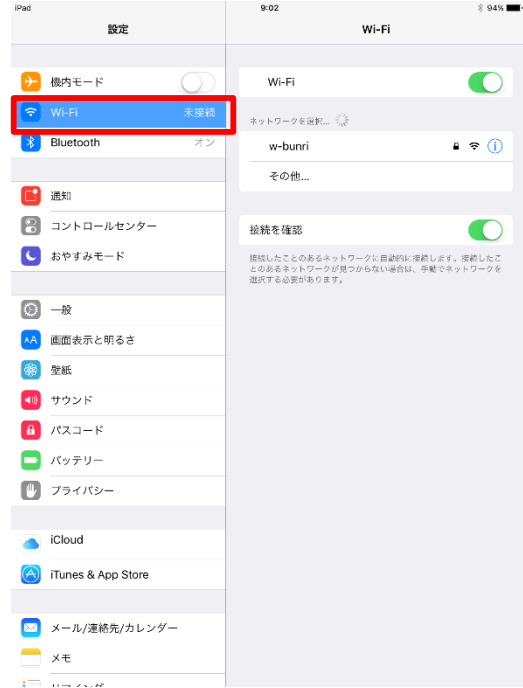 iPad 9:02 94%
設定
Wi-Fi
機内モード
Wi-Fi 未接続
Bluetooth オン
通知
コントロールセンター
おやすみモード
一般
画面表示と明るさ
壁紙
サウンド
パスコード
バッテリー
プライバシー
iCloud
iTunes & App Store
メール/連絡先/カレンダー
メモ
Wi-Fi
ネットワークを選択...
w-bunri
その他...
接続を確認
接続したことのあるネットワークに自動的に接続します。接続したこ
とのあるネットワークが見つからない場合は、手動でネットワークを
選択する必要があります。